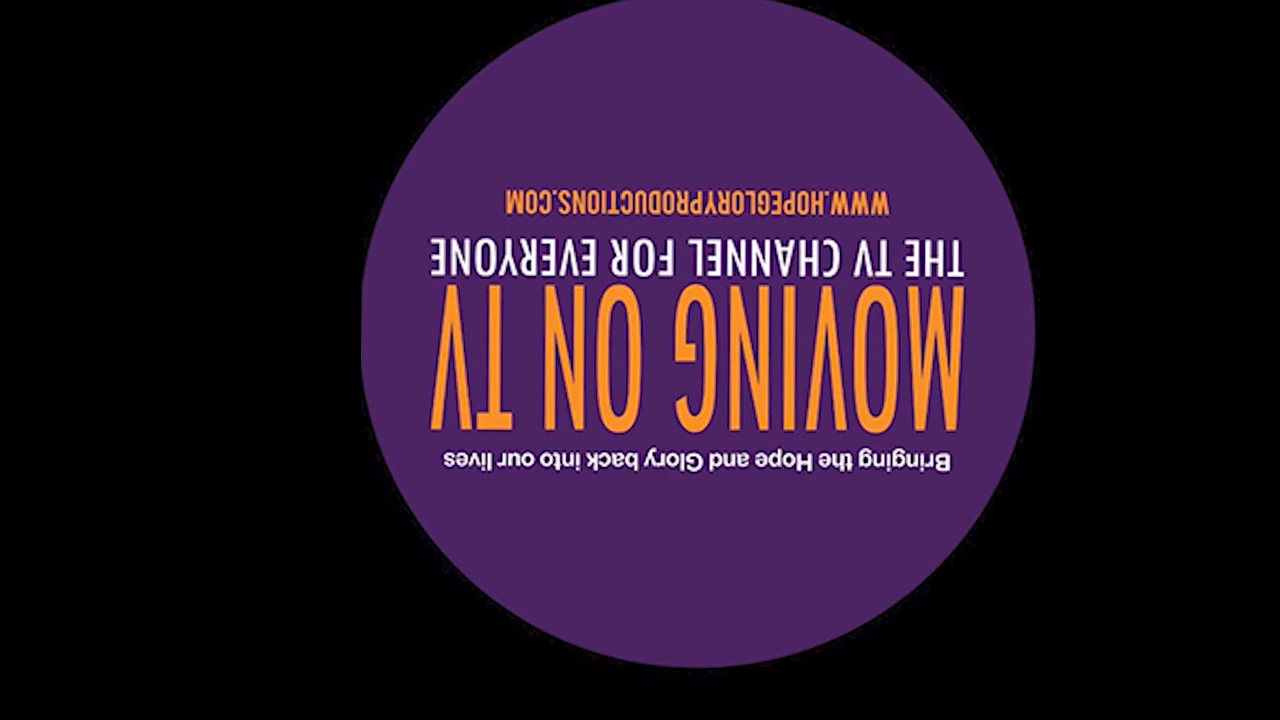 Bringing the Hope and Glory back into our lives
MOVING ON TV
THE TV CHANNEL FOR EVERYONE
WWW.HOPEGLORYPRODUCTIONS.COM